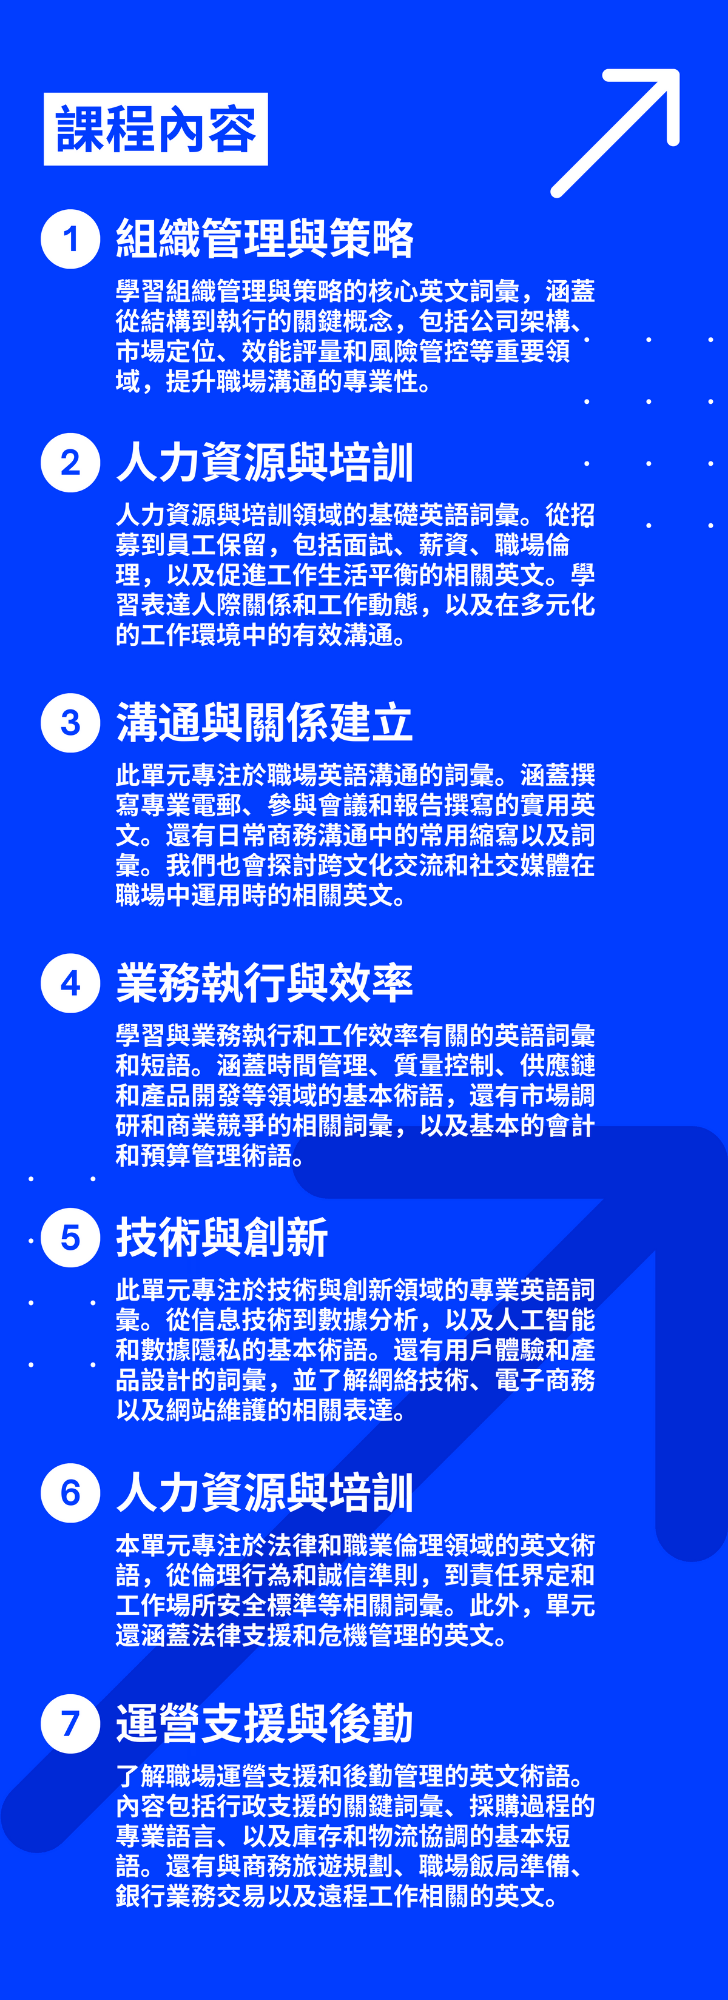 課程內容
1 組織管理與策略
學習組織管理與策略的核心英文詞彙，涵蓋
從結構到執行的關鍵概念，包括公司架構、
市場定位、效能評量和風險管控等重要領
域，提升職場溝通的專業性。
2 人力資源與培訓
人力資源與培訓領域的基礎英語詞彙。從招
募到員工保留，包括面試、薪資、職場倫
理，以及促進工作生活平衡的相關英文。學
習表達人際關係和工作動態，以及在多元化
的工作環境中的有效溝通。
3 溝通與關係建立
此單元專注於職場英語溝通的詞彙。涵蓋撰
寫專業電郵、參與會議和報告撰寫的實用英
文。還有日常商務溝通中的常用縮寫以及詞
彙。我們也會探討跨文化交流和社交媒體在
職場中運用時的相關英文。
4 業務執行與效率
學習與業務執行和工作效率有關的英語詞彙
和短語。涵蓋時間管理、質量控制、供應鏈
和產品開發等領域的基本術語，還有市場調
研和商業競爭的相關詞彙，以及基本的會計
和預算管理術語。
5 技術與創新
此單元專注於技術與創新領域的專業英語詞
彙。從信息技術到數據分析，以及人工智能
和數據隱私的基本術語。還有用戶體驗和產
品設計的詞彙，並了解網絡技術、電子商務
以及網站維護的相關表達。
6 人力資源與培訓
本單元專注於法律和職業倫理領域的英文術
語，從倫理行為和誠信準則，到責任界定和
工作場所安全標準等相關詞彙。此外，單元
還涵蓋法律支援和危機管理的英文。
7 運營支援與後勤
了解職場運營支援和後勤管理的英文術語。
內容包括行政支援的關鍵詞彙、採購過程的
專業語言、以及庫存和物流協調的基本短
語。還有與商務旅遊規劃、職場飯局準備、
銀行業務交易以及遠程工作相關的英文。